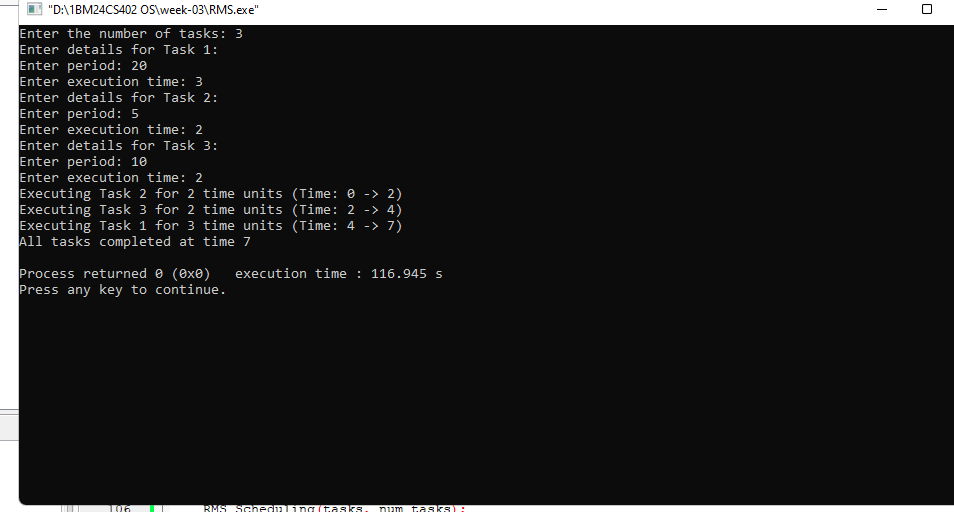 "D:\1BM24CS402 OS\week-03\RMS.exe"
Enter the number of tasks: 3
Enter details for Task 1:
Enter period: 20
Enter execution time: 3
Enter details for Task 2:
Enter period: 5
Enter execution time: 2
Enter details for Task 3:
Enter period: 10
Enter execution time: 2
Executing Task 2 for 2 time units (Time: 0 -> 2)
Executing Task 3 for 2 time units (Time: 2 -> 4)
Executing Task 1 for 3 time units (Time: 4 -> 7)
All tasks completed at time 7
Process returned 0 (0x0)   execution time : 116.945 s
Press any key to continue.
106 RMS_Scheduling(tasks, num_tasks);